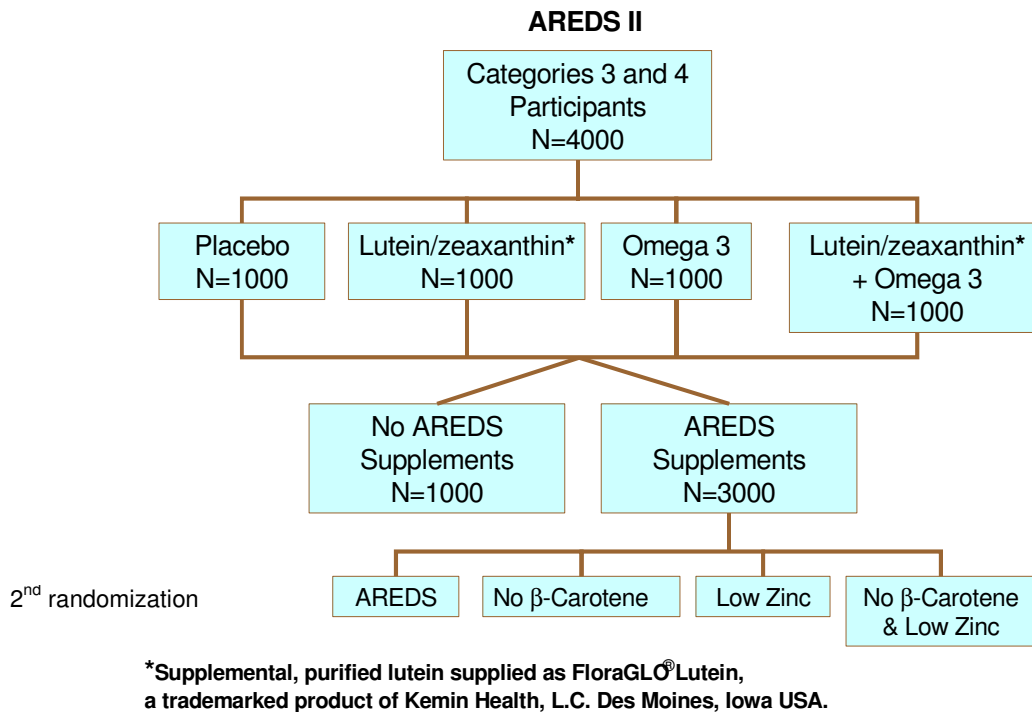 AREDS II
Categories 3 and 4
Participants
N=4000
Placebo
N=1000
Lutein/zeaxanthin*
N=1000
Omega 3
N=1000
Lutein/zeaxanthin*
+ Omega 3
N=1000
No AREDS
Supplements
N=1000
AREDS
Supplements
N=3000
2nd randomization
AREDS
No β-Carotene
Low Zinc
No β-Carotene
& Low Zinc
*Supplemental, purified lutein supplied as FloraGLO® Lutein,
a trademarked product of Kemin Health, L.C. Des Moines, Iowa USA.